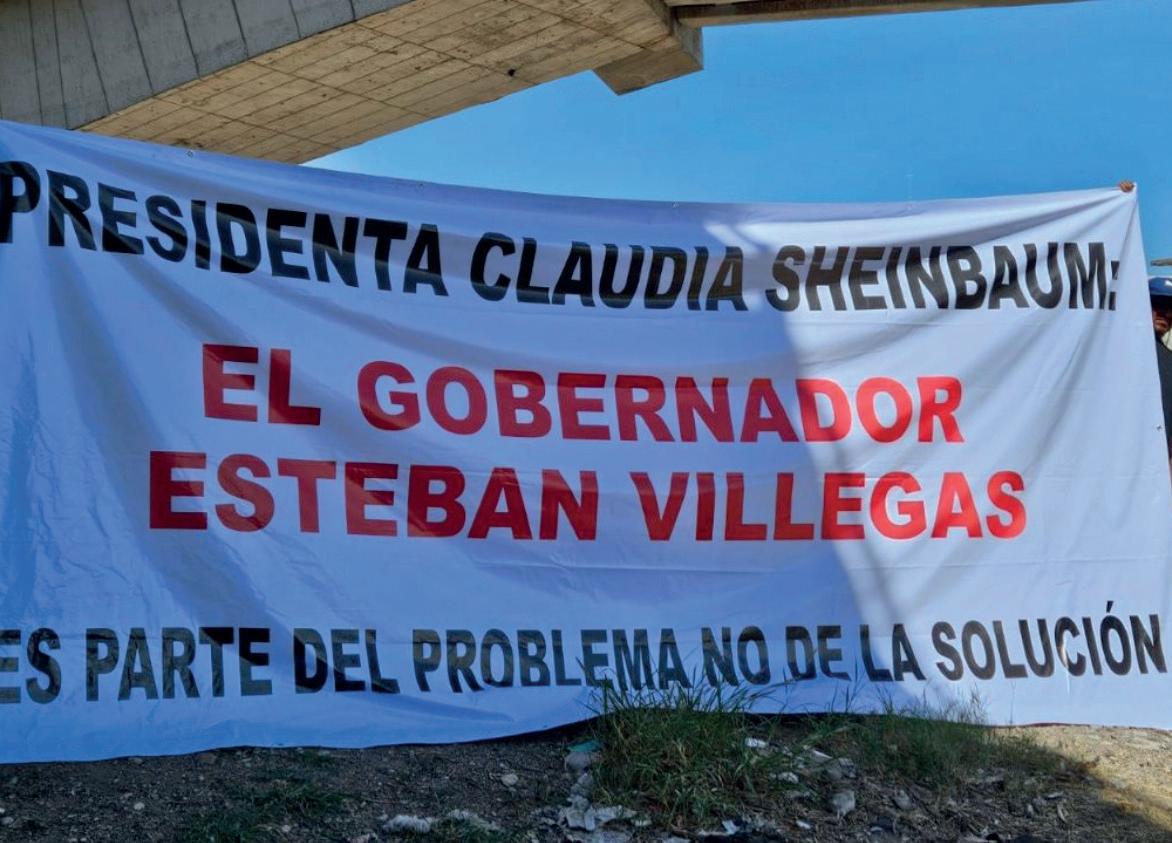 PRESIDENTA CLAUDIA SHEINBAUM:
EL GOBERNADOR
ESTEBAN VILLEGAS
ES PARTE DEL PROBLEMA NO DE LA SOLUCIÓN